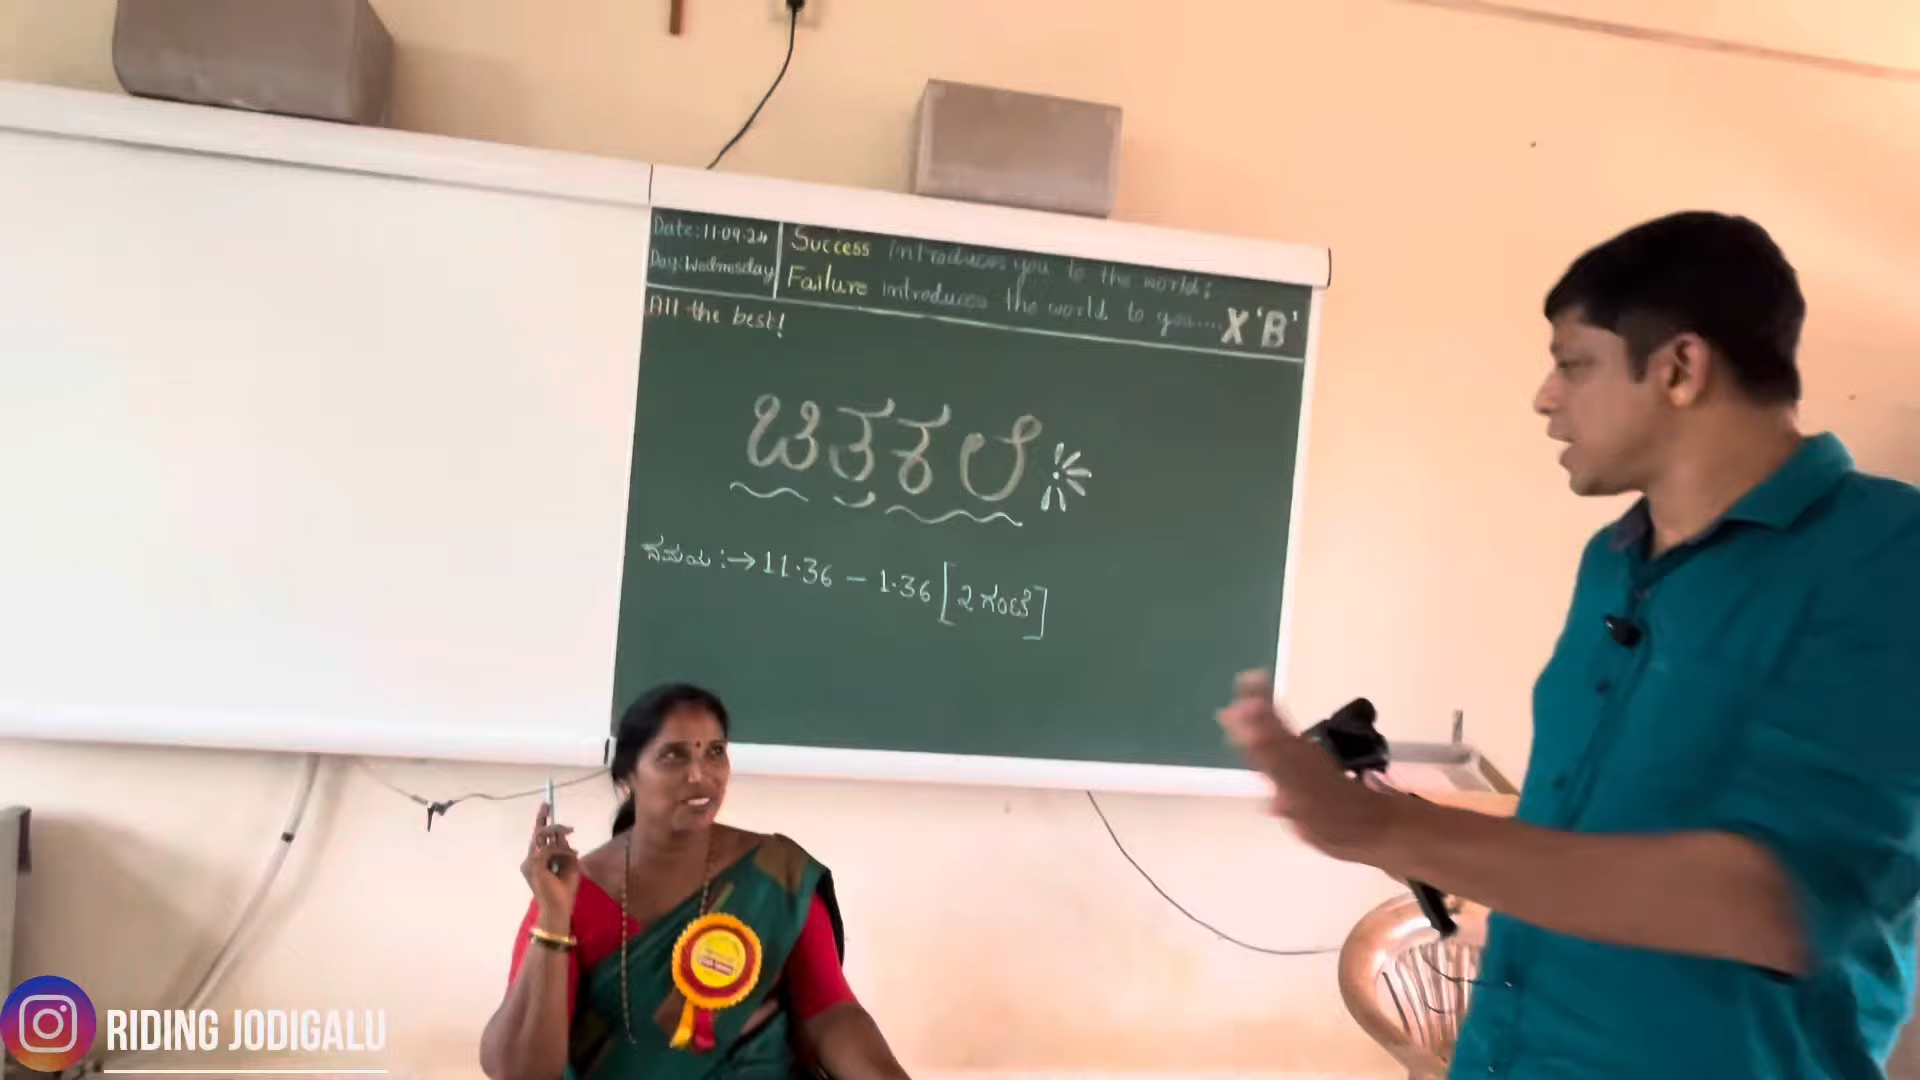 Date: 11.09.24
Day: Wednesday
Success introduces you to the world;
Failure introduces the world to you.... X 'B'
All the best!
ಚಿತ್ರಕಲೆ
ಸಮಯ :→ 11.36 – 1.36 [೨ ಗಂಟೆ]
RIDING JODIGALU